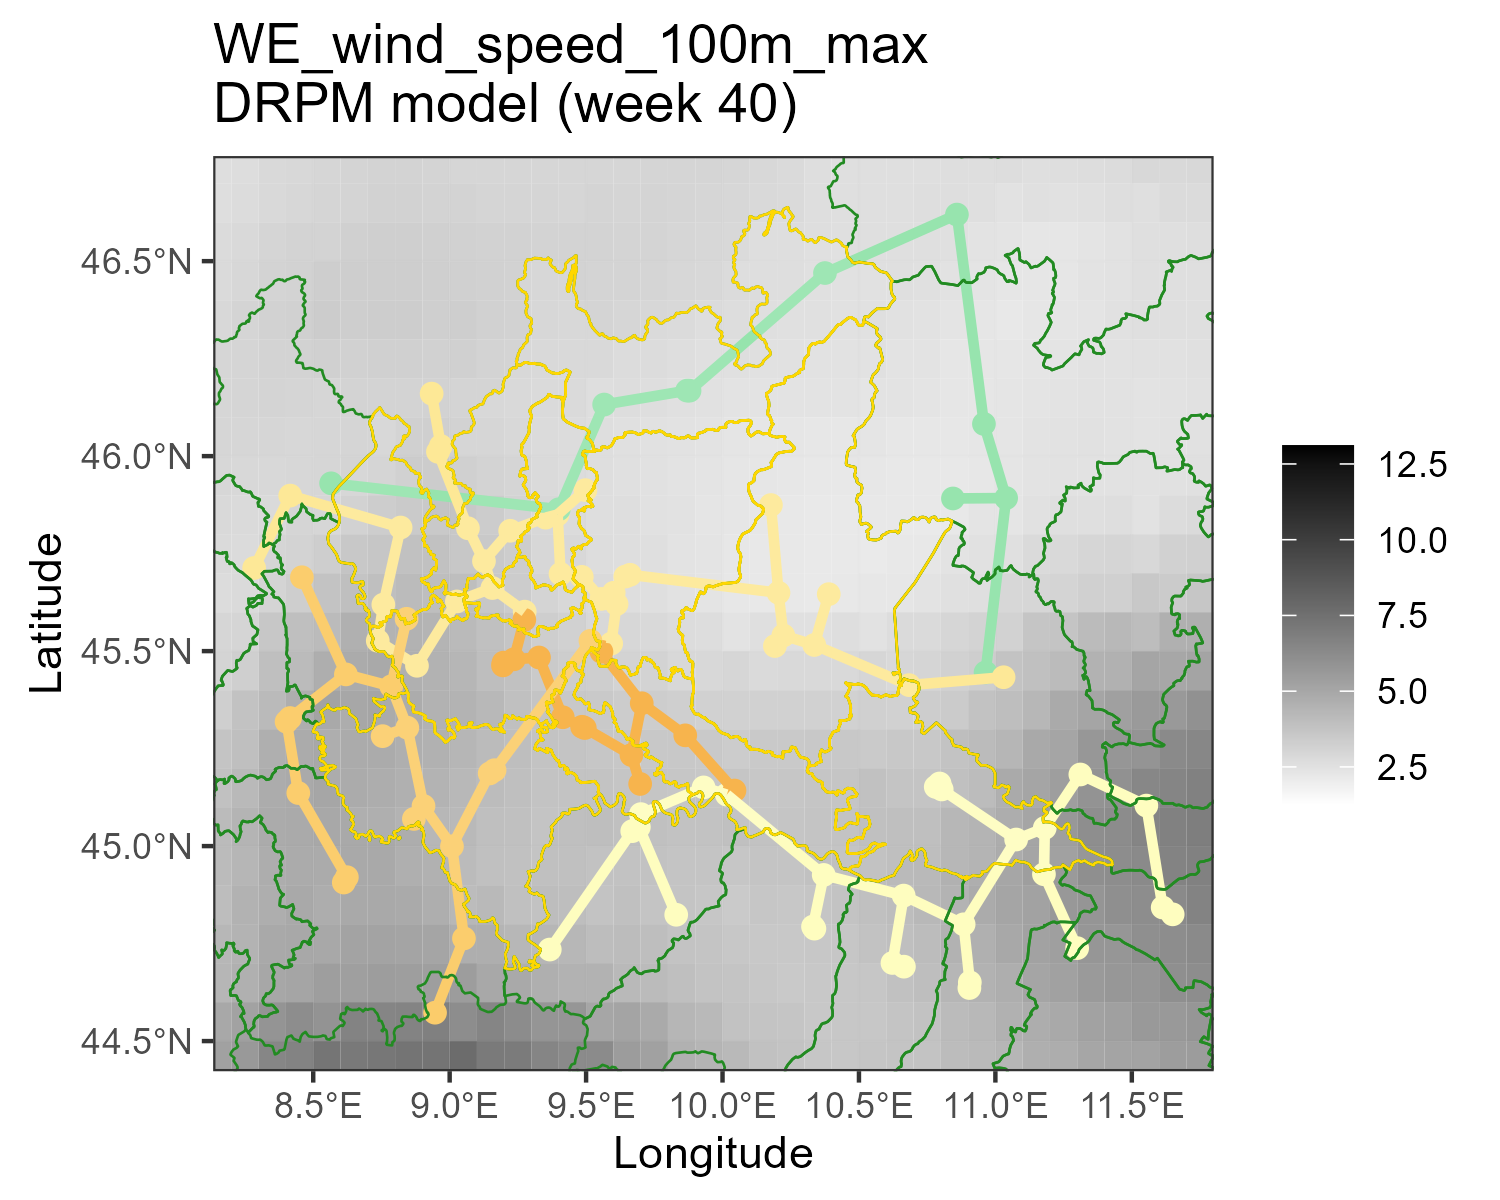 WE_wind_speed_100m_max
DRPM model (week 40)
46.5°N
46.0°N
45.5°N
45.0°N
44.5°N
Latitude
8.5°E 9.0°E 9.5°E 10.0°E 10.5°E 11.0°E 11.5°E
Longitude
12.5
10.0
7.5
5.0
2.5